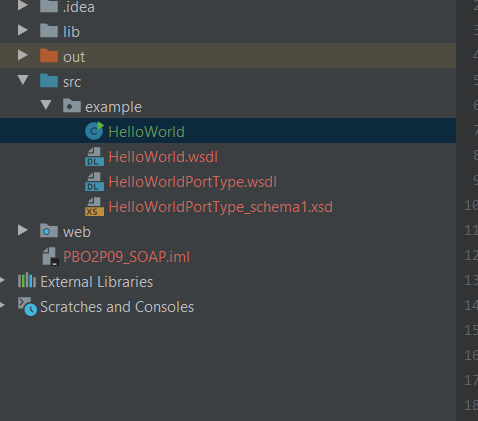 .idea
lib
out
src
example
HelloWorld
HelloWorld.wsdl
HelloWorldPortType.wsdl
HelloWorldPortType_schema1.xsd
web
PBO2P09_SOAP.iml
External Libraries
Scratches and Consoles
2
3
4
5
6
7
8
9
10
11
12
13
14
15
16
17
18